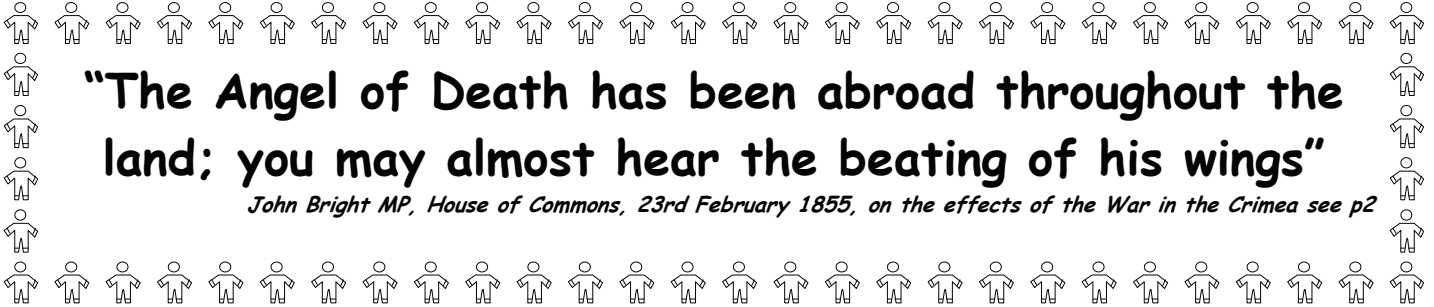 “The Angel of Death has been abroad throughout the
land; you may almost hear the beating of his wings”
John Bright MP, House of Commons, 23rd February 1855, on the effects of the War in the Crimea see p2